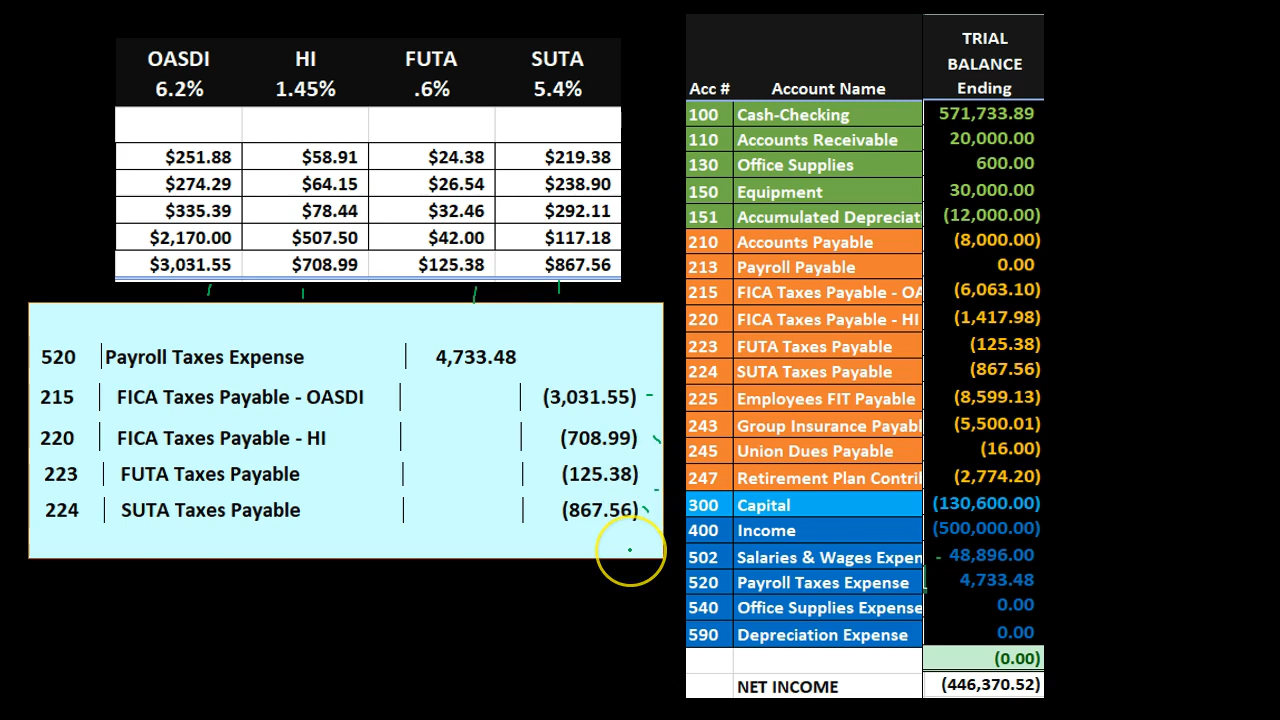 OASDI HI FUTA SUTA
6.2% 1.45% .6% 5.4%
$251.88 $58.91 $24.38 $219.38
$274.29 $64.15 $26.54 $238.90
$335.39 $78.44 $32.46 $292.11
$2,170.00 $507.50 $42.00 $117.18
$3,031.55 $708.99 $125.38 $867.56
520 Payroll Taxes Expense 4,733.48
215 FICA Taxes Payable - OASDI (3,031.55)
220 FICA Taxes Payable - HI (708.99)
223 FUTA Taxes Payable (125.38)
224 SUTA Taxes Payable (867.56)
TRIAL
BALANCE
Acc # Account Name Ending
100 Cash-Checking 571,733.89
110 Accounts Receivable 20,000.00
130 Office Supplies 600.00
150 Equipment 30,000.00
151 Accumulated Depreciat (12,000.00)
210 Accounts Payable (8,000.00)
213 Payroll Payable 0.00
215 FICA Taxes Payable - OA (6,063.10)
220 FICA Taxes Payable - HI (1,417.98)
223 FUTA Taxes Payable (125.38)
224 SUTA Taxes Payable (867.56)
225 Employees FIT Payable (8,599.13)
243 Group Insurance Payabl (5,500.01)
245 Union Dues Payable (16.00)
247 Retirement Plan Contril (2,774.20)
300 Capital (130,600.00)
400 Income (500,000.00)
502 Salaries & Wages Expen 48,896.00
520 Payroll Taxes Expense 4,733.48
540 Office Supplies Expense 0.00
590 Depreciation Expense 0.00
(0.00)
NET INCOME (446,370.52)